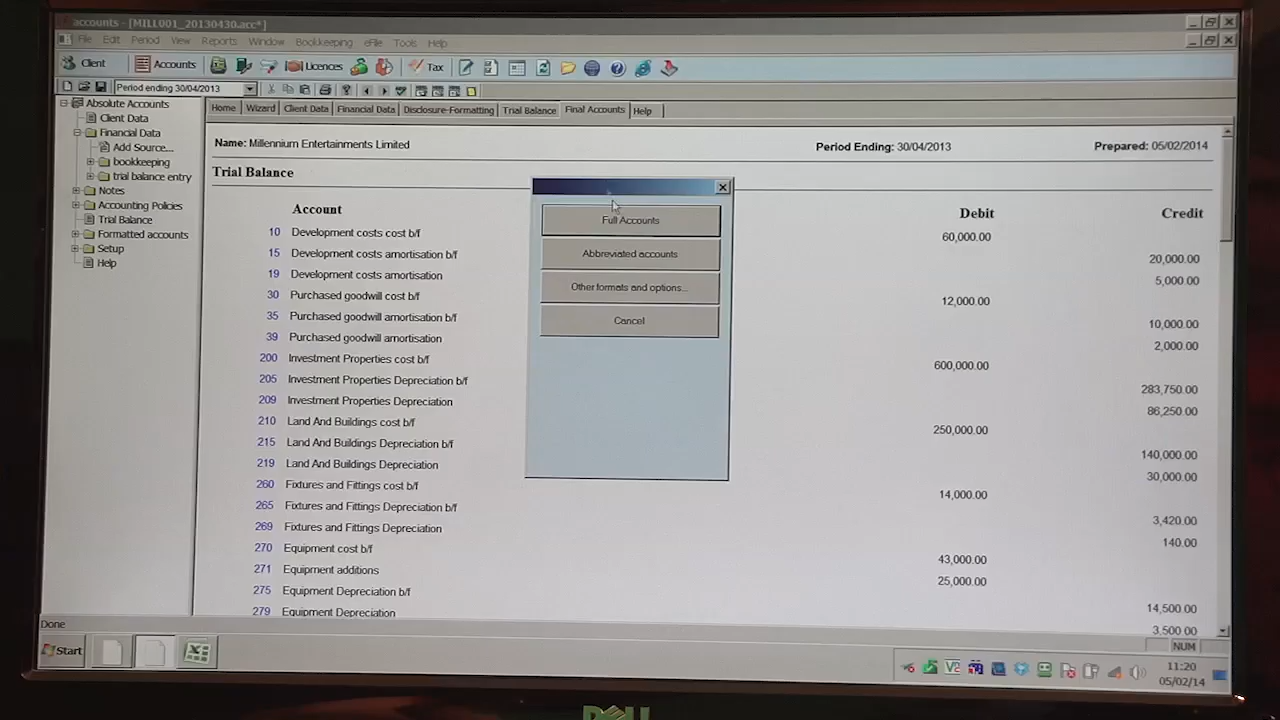 accounts - [MILL001_20130430.acc*]
File Edit Period View Reports Window Bookkeeping eFile Tools Help
Client Accounts Licences Tax
Period ending 30/04/2013
Absolute Accounts
Client Data
Financial Data
Add Source...
bookkeeping
trial balance entry
Notes
Accounting Policies
Trial Balance
Formatted accounts
Setup
Help
Home Wizard Client Data Financial Data Disclosure-Formatting Trial Balance Final Accounts Help
Name: Millennium Entertainments Limited Period Ending: 30/04/2013 Prepared: 05/02/2014
Trial Balance
Account Debit Credit
10 Development costs cost b/f 60,000.00
15 Development costs amortisation b/f 20,000.00
19 Development costs amortisation 5,000.00
30 Purchased goodwill cost b/f 12,000.00
35 Purchased goodwill amortisation b/f 10,000.00
39 Purchased goodwill amortisation 2,000.00
200 Investment Properties cost b/f 600,000.00
205 Investment Properties Depreciation b/f 283,750.00
209 Investment Properties Depreciation 86,250.00
210 Land And Buildings cost b/f 250,000.00
215 Land And Buildings Depreciation b/f 140,000.00
219 Land And Buildings Depreciation 30,000.00
260 Fixtures and Fittings cost b/f 14,000.00
265 Fixtures and Fittings Depreciation b/f 3,420.00
269 Fixtures and Fittings Depreciation 140.00
270 Equipment cost b/f 43,000.00
271 Equipment additions 25,000.00
275 Equipment Depreciation b/f 14,500.00
279 Equipment Depreciation 3,500.00
Full Accounts
Abbreviated accounts
Other formats and options...
Cancel
Done
NUM
Start
11:20
05/02/14
DELL